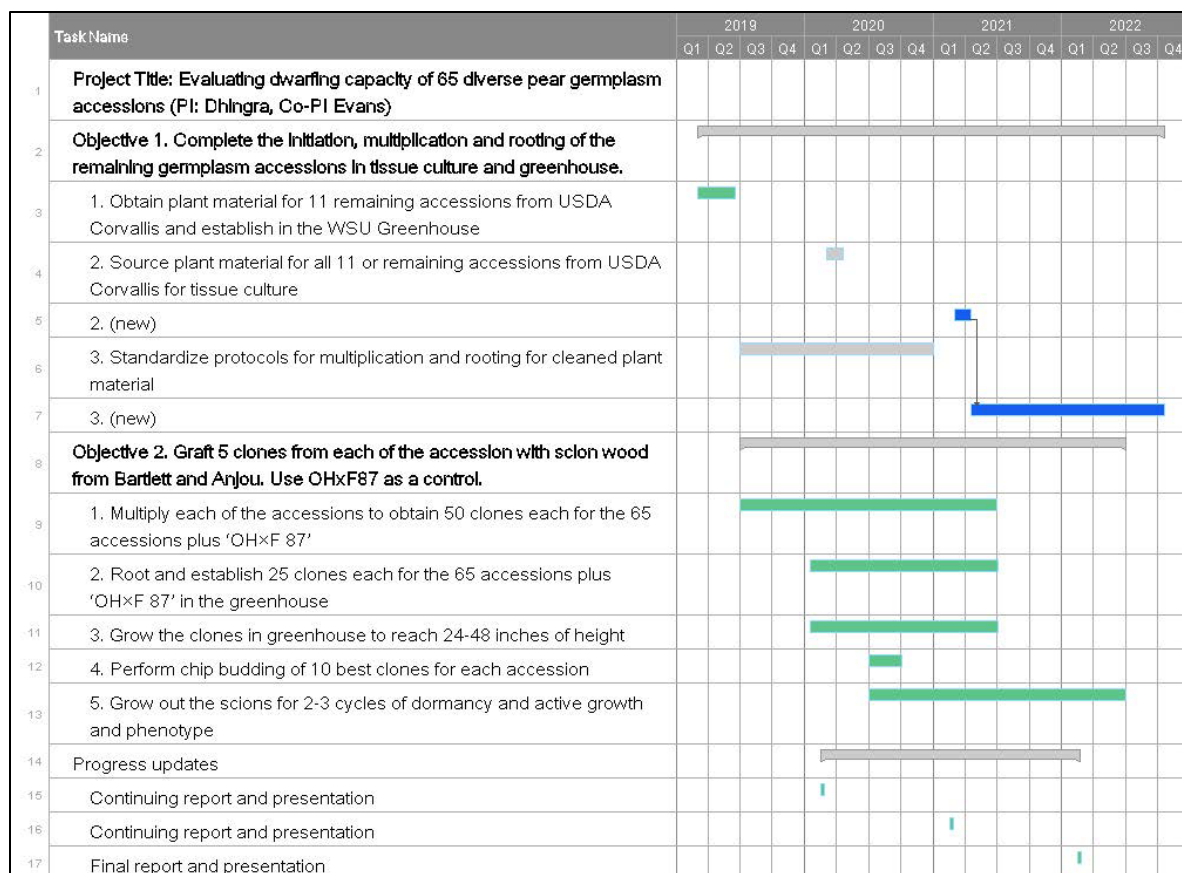 Task Name
2019 2020 2021 2022
Q1 Q2 Q3 Q4 Q1 Q2 Q3 Q4 Q1 Q2 Q3 Q4 Q1 Q2 Q3 Q4
1
Project Title: Evaluating dwarfing capacity of 65 diverse pear germplasm
accessions (PI: Dhingra, Co-PI Evans)
2
Objective 1. Complete the initiation, multiplication and rooting of the
remaining germplasm accessions in tissue culture and greenhouse.
3
1. Obtain plant material for 11 remaining accessions from USDA
Corvallis and establish in the WSU Greenhouse
4
2. Source plant material for all 11 or remaining accessions from USDA
Corvallis for tissue culture
5
2. (new)
6
3. Standardize protocols for multiplication and rooting for cleaned plant
material
7
3. (new)
8
Objective 2. Graft 5 clones from each of the accession with scion wood
from Bartlett and Anjou. Use OHxF87 as a control.
9
1. Multiply each of the accessions to obtain 50 clones each for the 65
accessions plus ‘OH×F 87’
10
2. Root and establish 25 clones each for the 65 accessions plus
‘OH×F 87’ in the greenhouse
11
3. Grow the clones in greenhouse to reach 24-48 inches of height
12
4. Perform chip budding of 10 best clones for each accession
13
5. Grow out the scions for 2-3 cycles of dormancy and active growth
and phenotype
14
Progress updates
15
Continuing report and presentation
16
Continuing report and presentation
17
Final report and presentation